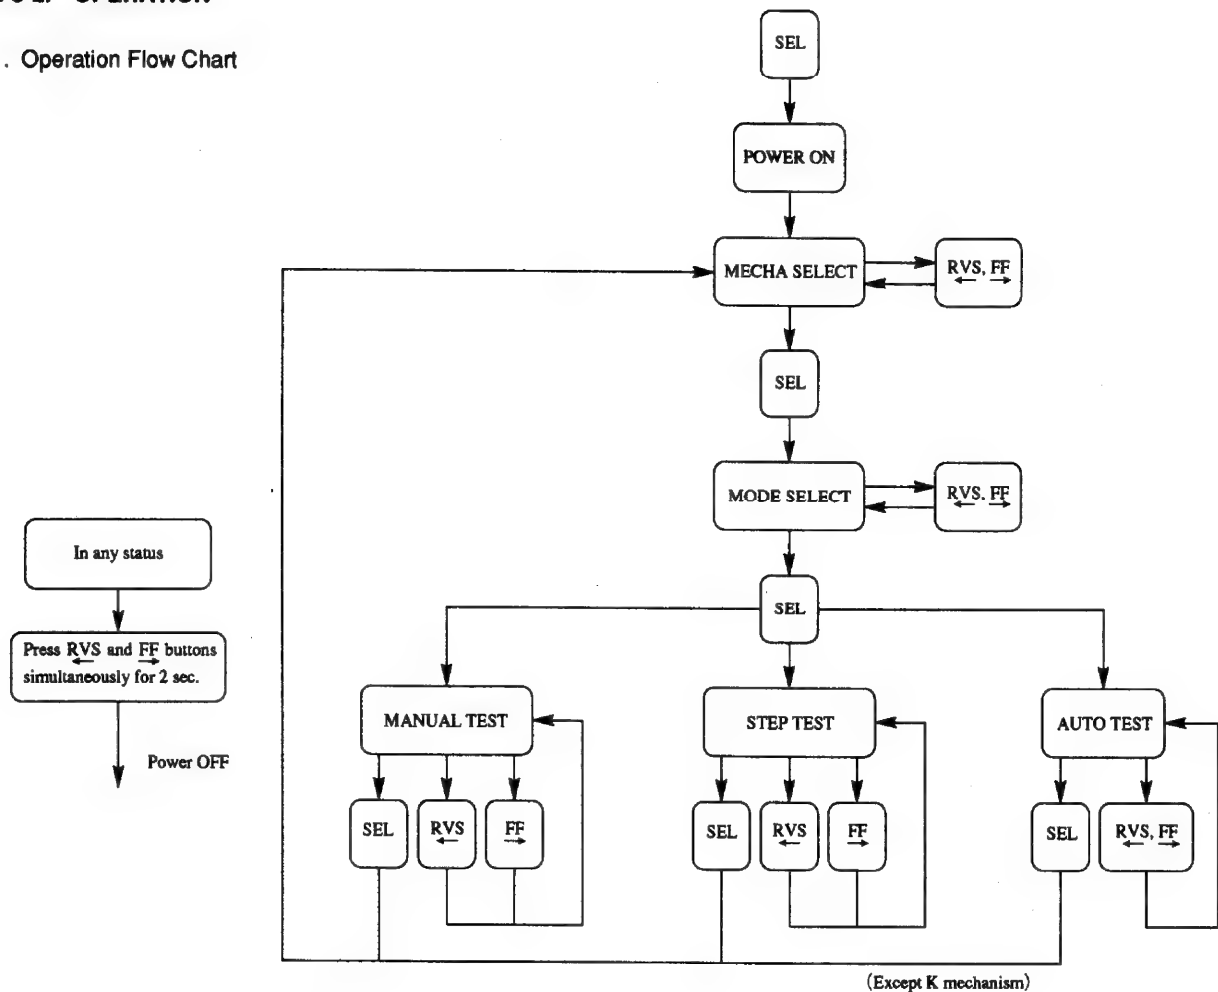 . Operation Flow Chart
SEL
POWER ON
MECHA SELECT
RVS, FF
SEL
MODE SELECT
RVS. FF
In any status
SEL
Press RVS and FF buttons
simultaneously for 2 sec.
Power OFF
MANUAL TEST
STEP TEST
AUTO TEST
SEL
RVS
FF
SEL
RVS
FF
SEL
RVS, FF
(Except K mechanism)